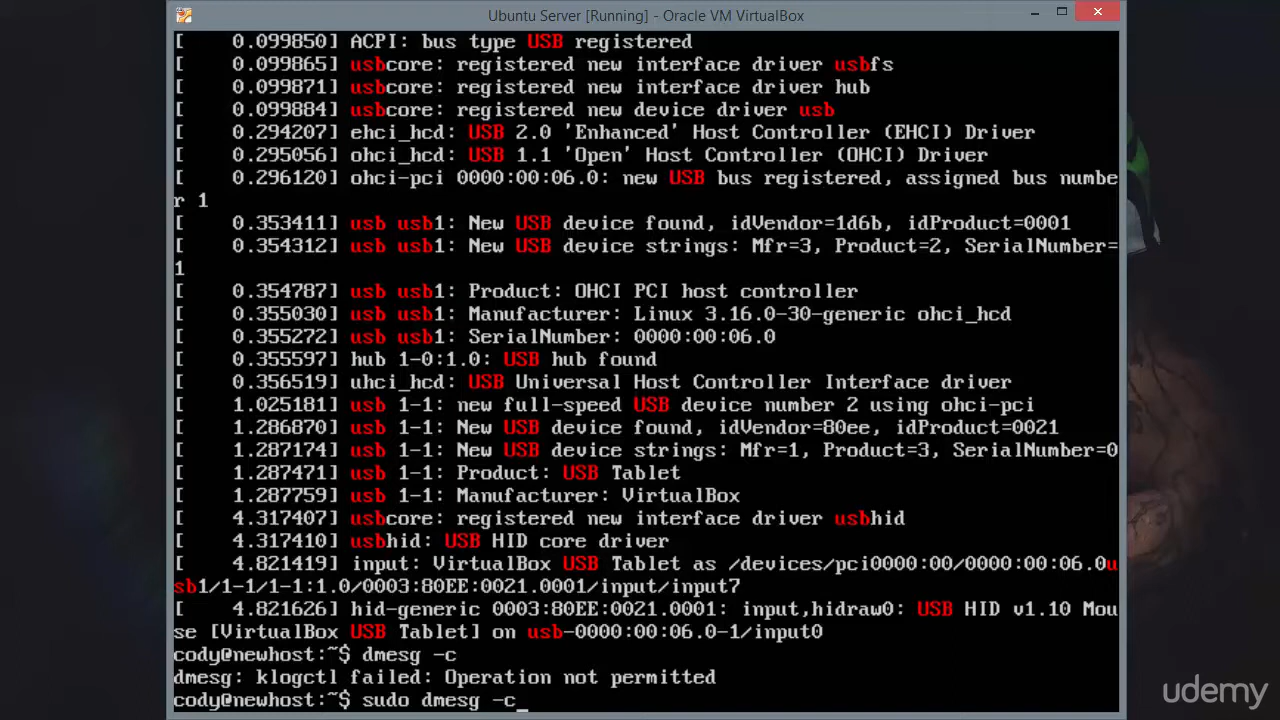 Ubuntu Server [Running] - Oracle VM VirtualBox
[    0.099850] ACPI: bus type USB registered
[    0.099865] usbcore: registered new interface driver usbfs
[    0.099871] usbcore: registered new interface driver hub
[    0.099884] usbcore: registered new device driver usb
[    0.294207] ehci_hcd: USB 2.0 'Enhanced' Host Controller (EHCI) Driver
[    0.295056] ohci_hcd: USB 1.1 'Open' Host Controller (OHCI) Driver
[    0.296120] ohci-pci 0000:00:06.0: new USB bus registered, assigned bus numbe
r 1
[    0.353411] usb usb1: New USB device found, idVendor=1d6b, idProduct=0001
[    0.354312] usb usb1: New USB device strings: Mfr=3, Product=2, SerialNumber=
1
[    0.354787] usb usb1: Product: OHCI PCI host controller
[    0.355030] usb usb1: Manufacturer: Linux 3.16.0-30-generic ohci_hcd
[    0.355272] usb usb1: SerialNumber: 0000:00:06.0
[    0.355597] hub 1-0:1.0: USB hub found
[    0.356519] uhci_hcd: USB Universal Host Controller Interface driver
[    1.025181] usb 1-1: new full-speed USB device number 2 using ohci-pci
[    1.286870] usb 1-1: New USB device found, idVendor=80ee, idProduct=0021
[    1.287174] usb 1-1: New USB device strings: Mfr=1, Product=3, SerialNumber=0
[    1.287471] usb 1-1: Product: USB Tablet
[    1.287759] usb 1-1: Manufacturer: VirtualBox
[    4.317407] usbcore: registered new interface driver usbhid
[    4.317410] usbhid: USB HID core driver
[    4.821419] input: VirtualBox USB Tablet as /devices/pci0000:00/0000:00:06.0u
sb1/1-1/1-1:1.0/0003:80EE:0021.0001/input/input7
[    4.821626] hid-generic 0003:80EE:0021.0001: input,hidraw0: USB HID v1.10 Mou
se [VirtualBox USB Tablet] on usb-0000:00:06.0-1/input0
cody@newhost:~$ dmesg -c
dmesg: klogctl failed: Operation not permitted
cody@newhost:~$ sudo dmesg -c_
udemy